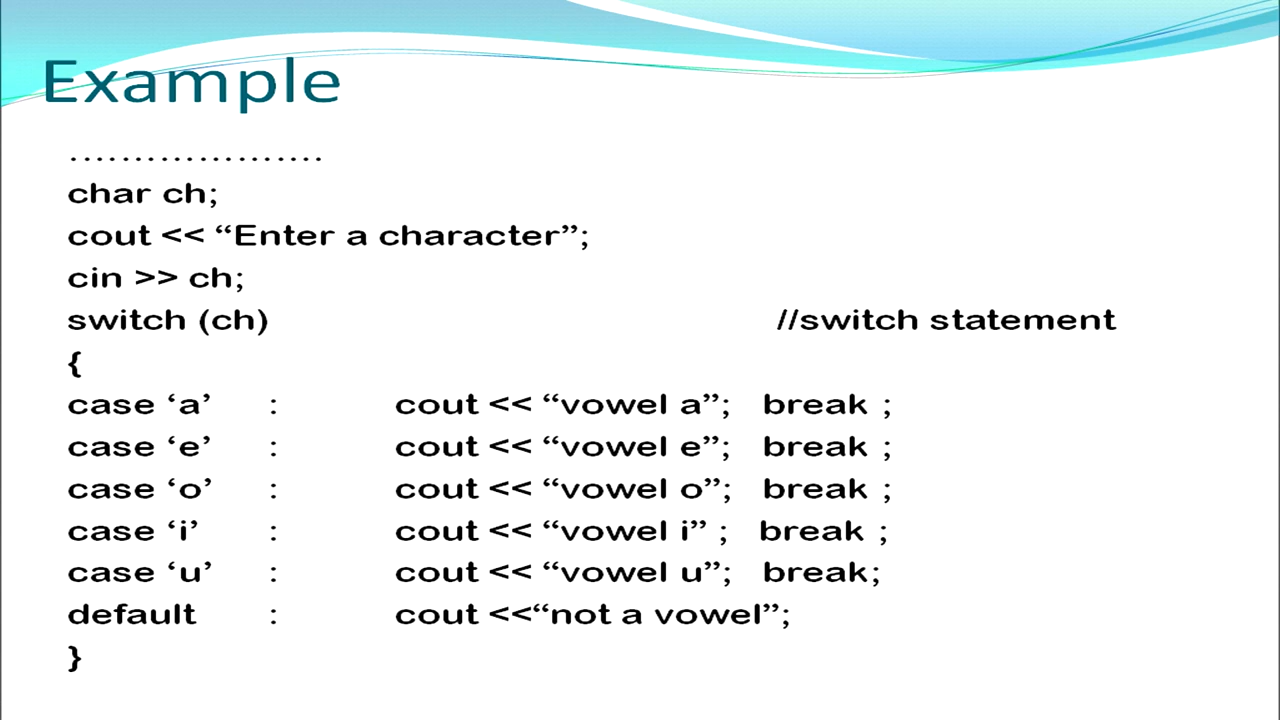 Example
....................
char ch;
cout << “Enter a character”;
cin >> ch;
switch (ch) //switch statement
{
case ‘a’ : cout << “vowel a”; break ;
case ‘e’ : cout << “vowel e”; break ;
case ‘o’ : cout << “vowel o”; break ;
case ‘i’ : cout << “vowel i” ; break ;
case ‘u’ : cout << “vowel u”; break;
default : cout <<“not a vowel”;
}